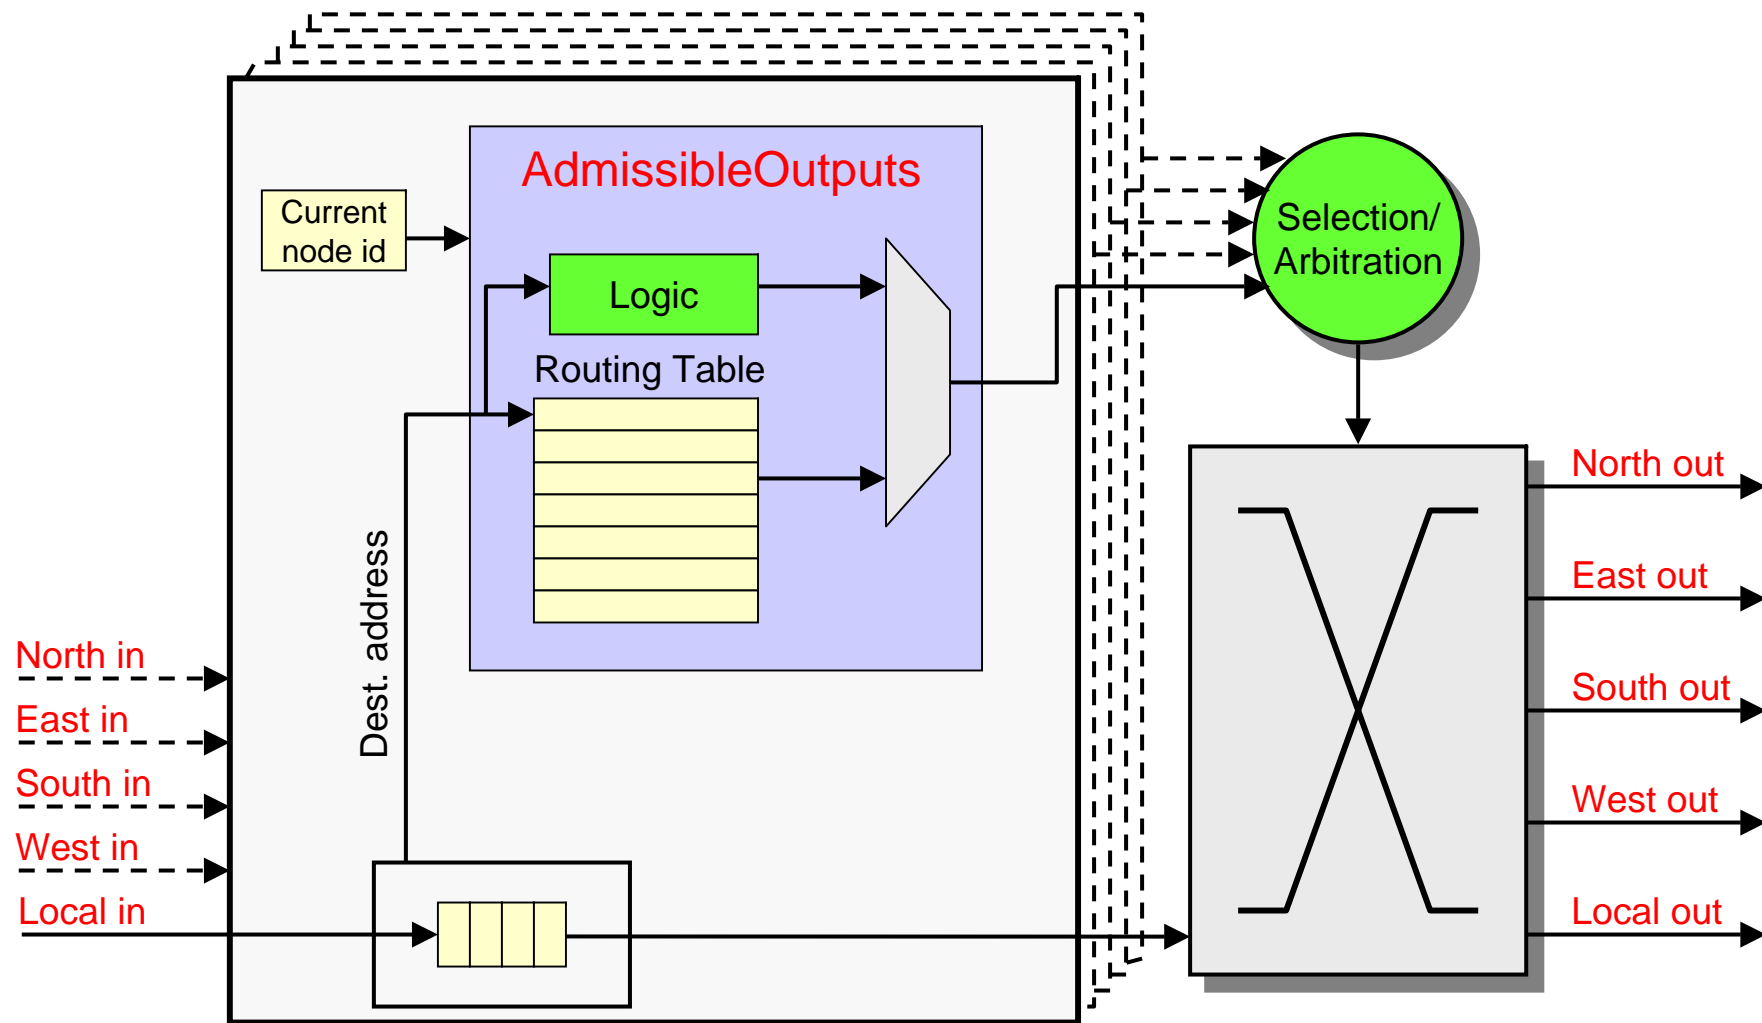 AdmissibleOutputs
Current
node id
Logic
Routing Table
Dest. address
Selection/
Arbitration
North in
East in
South in
West in
Local in
North out
East out
South out
West out
Local out